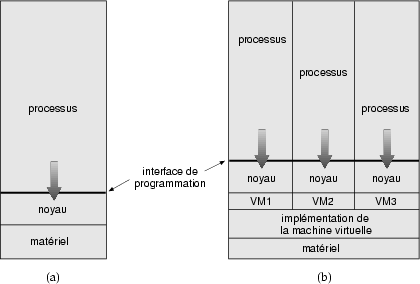 processus
noyau
matériel
(a)
interface de
programmation
processus
processus
processus
noyau
noyau
noyau
VM1
VM2
VM3
implémentation de
la machine virtuelle
matériel
(b)